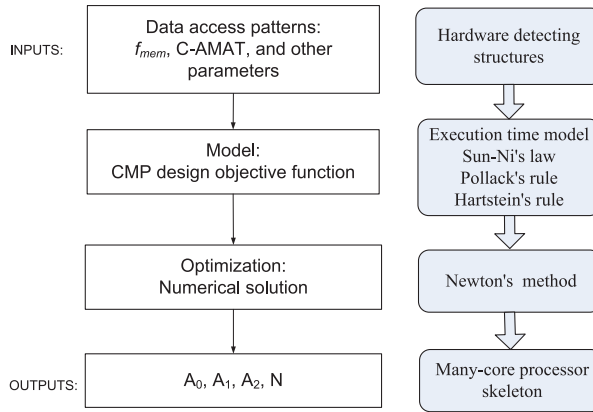 INPUTS:
Data access patterns:
f_mem, C-AMAT, and other
parameters
Model:
CMP design objective function
Optimization:
Numerical solution
OUTPUTS:
A₀, A₁, A₂, N
Hardware detecting
structures
Execution time model
Sun-Ni's law
Pollack's rule
Hartstein's rule
Newton's method
Many-core processor
skeleton